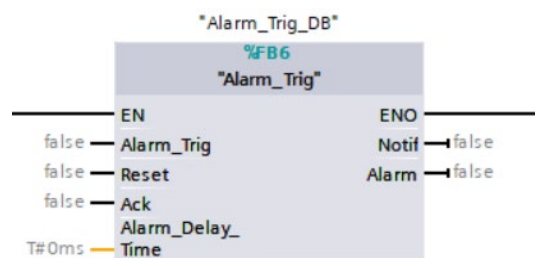 "Alarm_Trig_DB"
%FB6
"Alarm_Trig"
EN ENO
false Alarm_Trig Notif false
false Reset Alarm false
false Ack
Alarm_Delay_
T#0ms Time